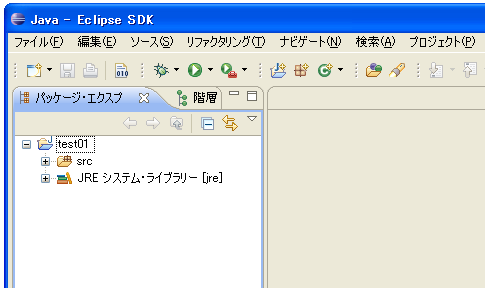 Java - Eclipse SDK
ファイル(F) 編集(E) ソース(S) リファクタリング(T) ナビゲート(N) 検索(A) プロジェクト(P)
010
パッケージ・エクスプ 階層
test01
src
JRE システム・ライブラリー [jre]